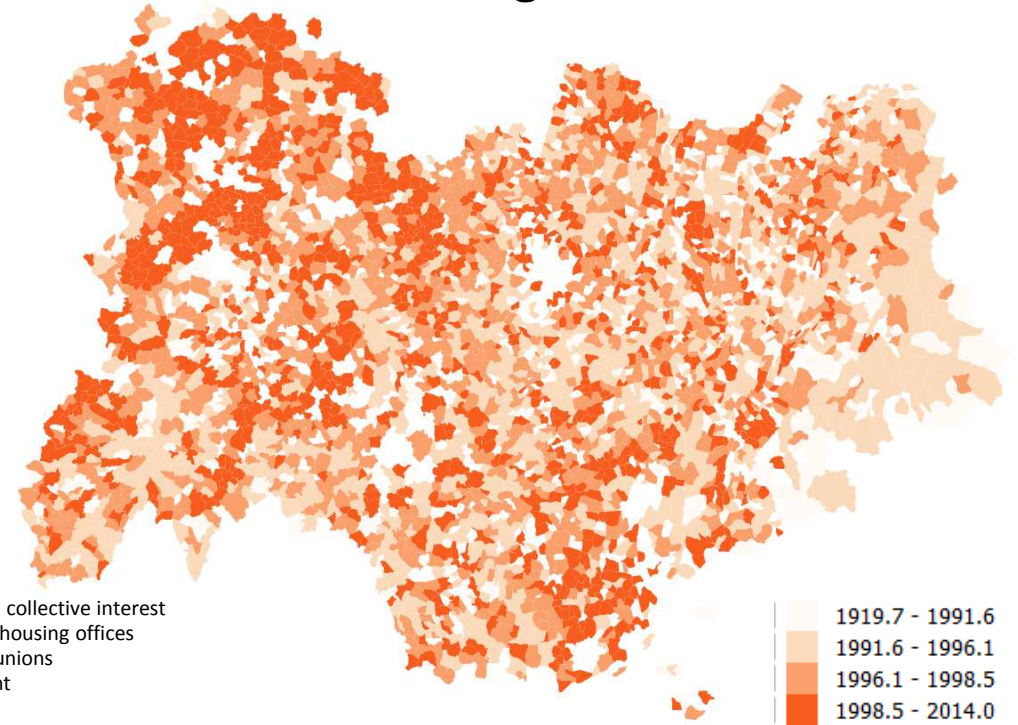 collective interest
housing offices
unions
1919.7 - 1991.6
1991.6 - 1996.1
1996.1 - 1998.5
1998.5 - 2014.0